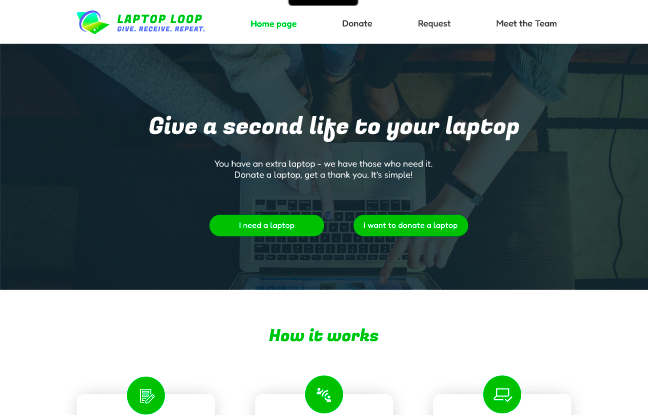 LAPTOP LOOP
GIVE. RECEIVE. REPEAT.
Home page
Donate
Request
Meet the Team
Give a second life to your laptop
You have an extra laptop - we have those who need it.
Donate a laptop, get a thank you. It's simple!
I need a laptop
I want to donate a laptop
How it works